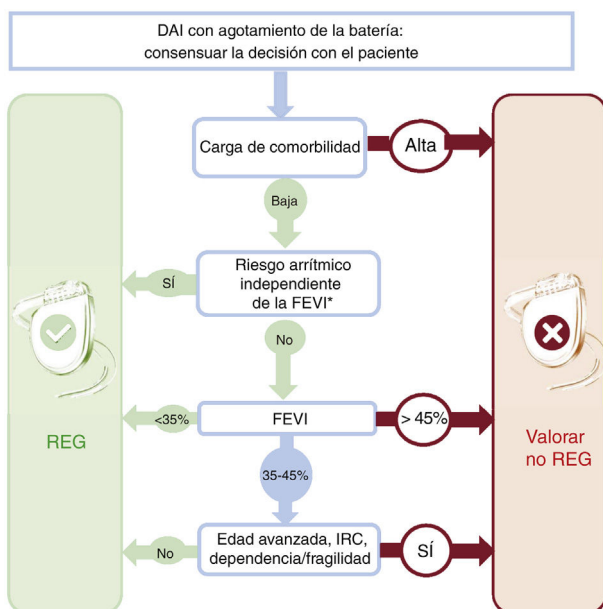 DAI con agotamiento de la batería:
consensuar la decisión con el paciente
Carga de comorbilidad
Alta
Baja
Riesgo arrítmico
independiente
de la FEVI*
SÍ
No
<35%
FEVI
> 45%
REG
Valorar
no REG
35-45%
Edad avanzada, IRC,
dependencia/fragilidad
No
SÍ